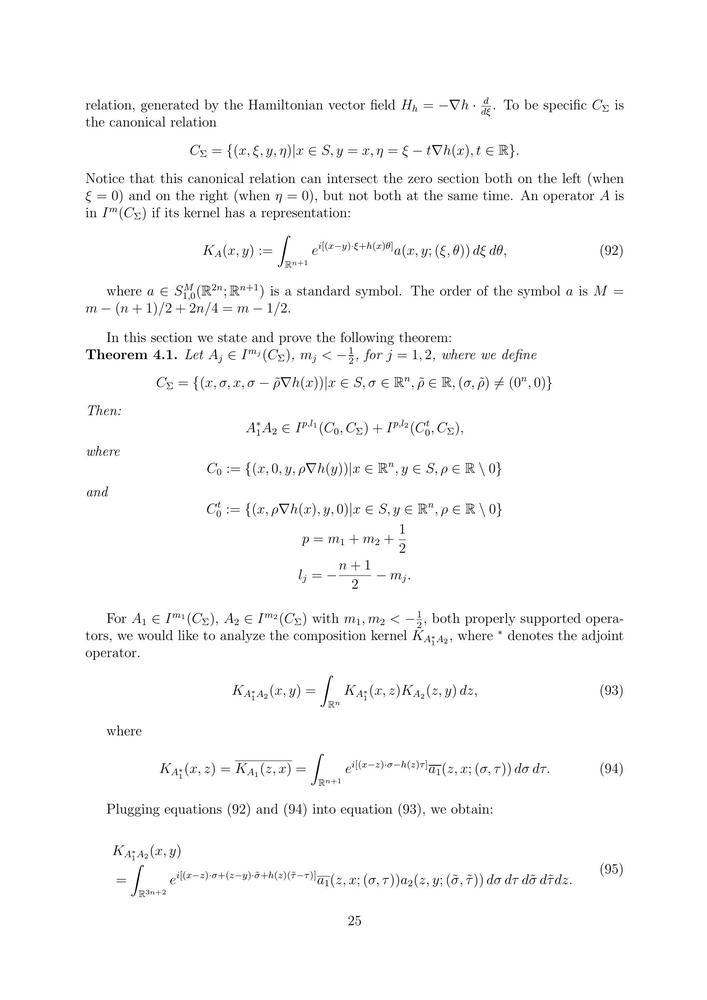 relation, generated by the Hamiltonian vector field $H_h = -\nabla h \cdot \frac{d}{d\xi}$. To be specific $C_\Sigma$ is
the canonical relation
$C_\Sigma = \{(x, \xi, y, \eta)|x \in S, y = x, \eta = \xi - t\nabla h(x), t \in \mathbb{R}\}.$
Notice that this canonical relation can intersect the zero section both on the left (when
$\xi = 0$) and on the right (when $\eta = 0$), but not both at the same time. An operator $A$ is
in $I^m(C_\Sigma)$ if its kernel has a representation:
$K_A(x, y) := \int_{\mathbb{R}^{n+1}} e^{i[(x-y)\cdot\xi+h(x)\theta]} a(x, y; (\xi, \theta)) \, d\xi \, d\theta,$ (92)
where $a \in S^M_{1,0}(\mathbb{R}^{2n}; \mathbb{R}^{n+1})$ is a standard symbol. The order of the symbol $a$ is $M =$
$m - (n + 1)/2 + 2n/4 = m - 1/2.$
In this section we state and prove the following theorem:
Theorem 4.1. Let $A_j \in I^{m_j}(C_\Sigma)$, $m_j < -\frac{1}{2}$, for $j = 1, 2$, where we define
$C_\Sigma = \{(x, \sigma, x, \sigma - \tilde{\rho}\nabla h(x))|x \in S, \sigma \in \mathbb{R}^n, \tilde{\rho} \in \mathbb{R}, (\sigma, \tilde{\rho}) \neq (0^n, 0)\}$
Then:
$A_1^* A_2 \in I^{p,l_1}(C_0, C_\Sigma) + I^{p,l_2}(C_0^t, C_\Sigma),$
where
$C_0 := \{(x, 0, y, \rho\nabla h(y))|x \in \mathbb{R}^n, y \in S, \rho \in \mathbb{R} \setminus 0\}$
and
$C_0^t := \{(x, \rho\nabla h(x), y, 0)|x \in S, y \in \mathbb{R}^n, \rho \in \mathbb{R} \setminus 0\}$
$p = m_1 + m_2 + \frac{1}{2}$
$l_j = -\frac{n + 1}{2} - m_j.$
For $A_1 \in I^{m_1}(C_\Sigma)$, $A_2 \in I^{m_2}(C_\Sigma)$ with $m_1, m_2 < -\frac{1}{2}$, both properly supported opera-
tors, we would like to analyze the composition kernel $K_{A_1^* A_2}$, where $^*$ denotes the adjoint
operator.
$K_{A_1^* A_2}(x, y) = \int_{\mathbb{R}^n} K_{A_1^*}(x, z) K_{A_2}(z, y) \, dz,$ (93)
where
$K_{A_1^*}(x, z) = \overline{K_{A_1}(z, x)} = \int_{\mathbb{R}^{n+1}} e^{i[(x-z)\cdot\sigma-h(z)\tau]} \overline{a_1}(z, x; (\sigma, \tau)) \, d\sigma \, d\tau.$ (94)
Plugging equations (92) and (94) into equation (93), we obtain:
$K_{A_1^* A_2}(x, y)$
$= \int_{\mathbb{R}^{3n+2}} e^{i[(x-z)\cdot\sigma+(z-y)\cdot\tilde{\sigma}+h(z)(\tilde{\tau}-\tau)]} \overline{a_1}(z, x; (\sigma, \tau)) a_2(z, y; (\tilde{\sigma}, \tilde{\tau})) \, d\sigma \, d\tau \, d\tilde{\sigma} \, d\tilde{\tau} dz.$ (95)
25